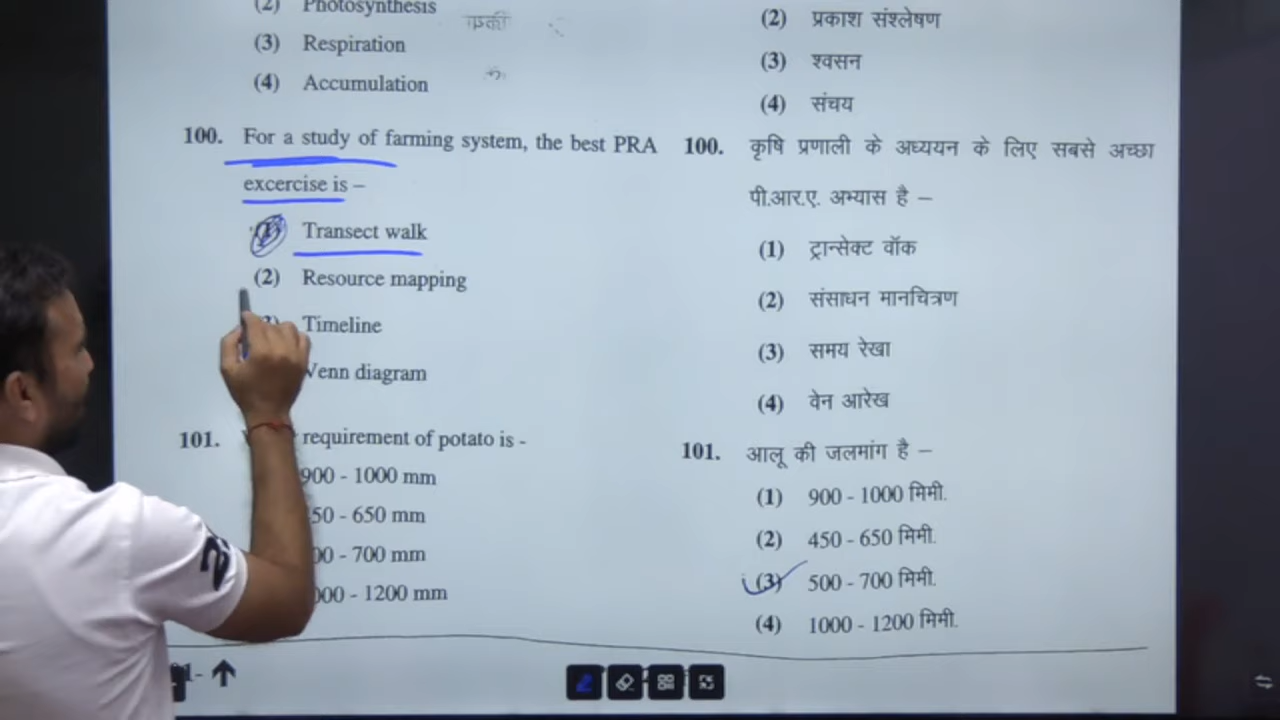 (2) Photosynthesis
(3) Respiration
(4) Accumulation
100. For a study of farming system, the best PRA
excercise is –
Transect walk
(2) Resource mapping
Timeline
Venn diagram
101. requirement of potato is -
900 - 1000 mm
50 - 650 mm
00 - 700 mm
000 - 1200 mm
(2) प्रकाश संश्लेषण
(3) श्वसन
(4) संचय
100. कृषि प्रणाली के अध्ययन के लिए सबसे अच्छा
पी.आर.ए. अभ्यास है –
(1) ट्रान्सेक्ट वॉक
(2) संसाधन मानचित्रण
(3) समय रेखा
(4) वेन आरेख
101. आलू की जलमांग है –
(1) 900 - 1000 मिमी.
(2) 450 - 650 मिमी.
(3) 500 - 700 मिमी.
(4) 1000 - 1200 मिमी.